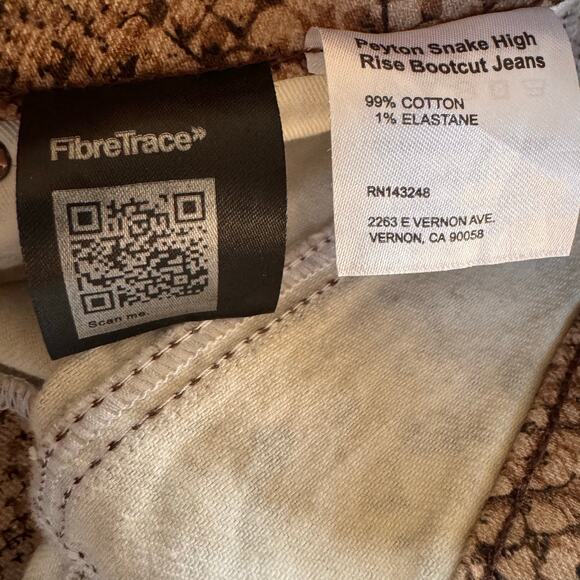 FibreTrace»
Scan me.
Peyton Snake High
Rise Bootcut Jeans
99% COTTON
1% ELASTANE
RN143248
2263 E VERNON AVE.
VERNON, CA 90058